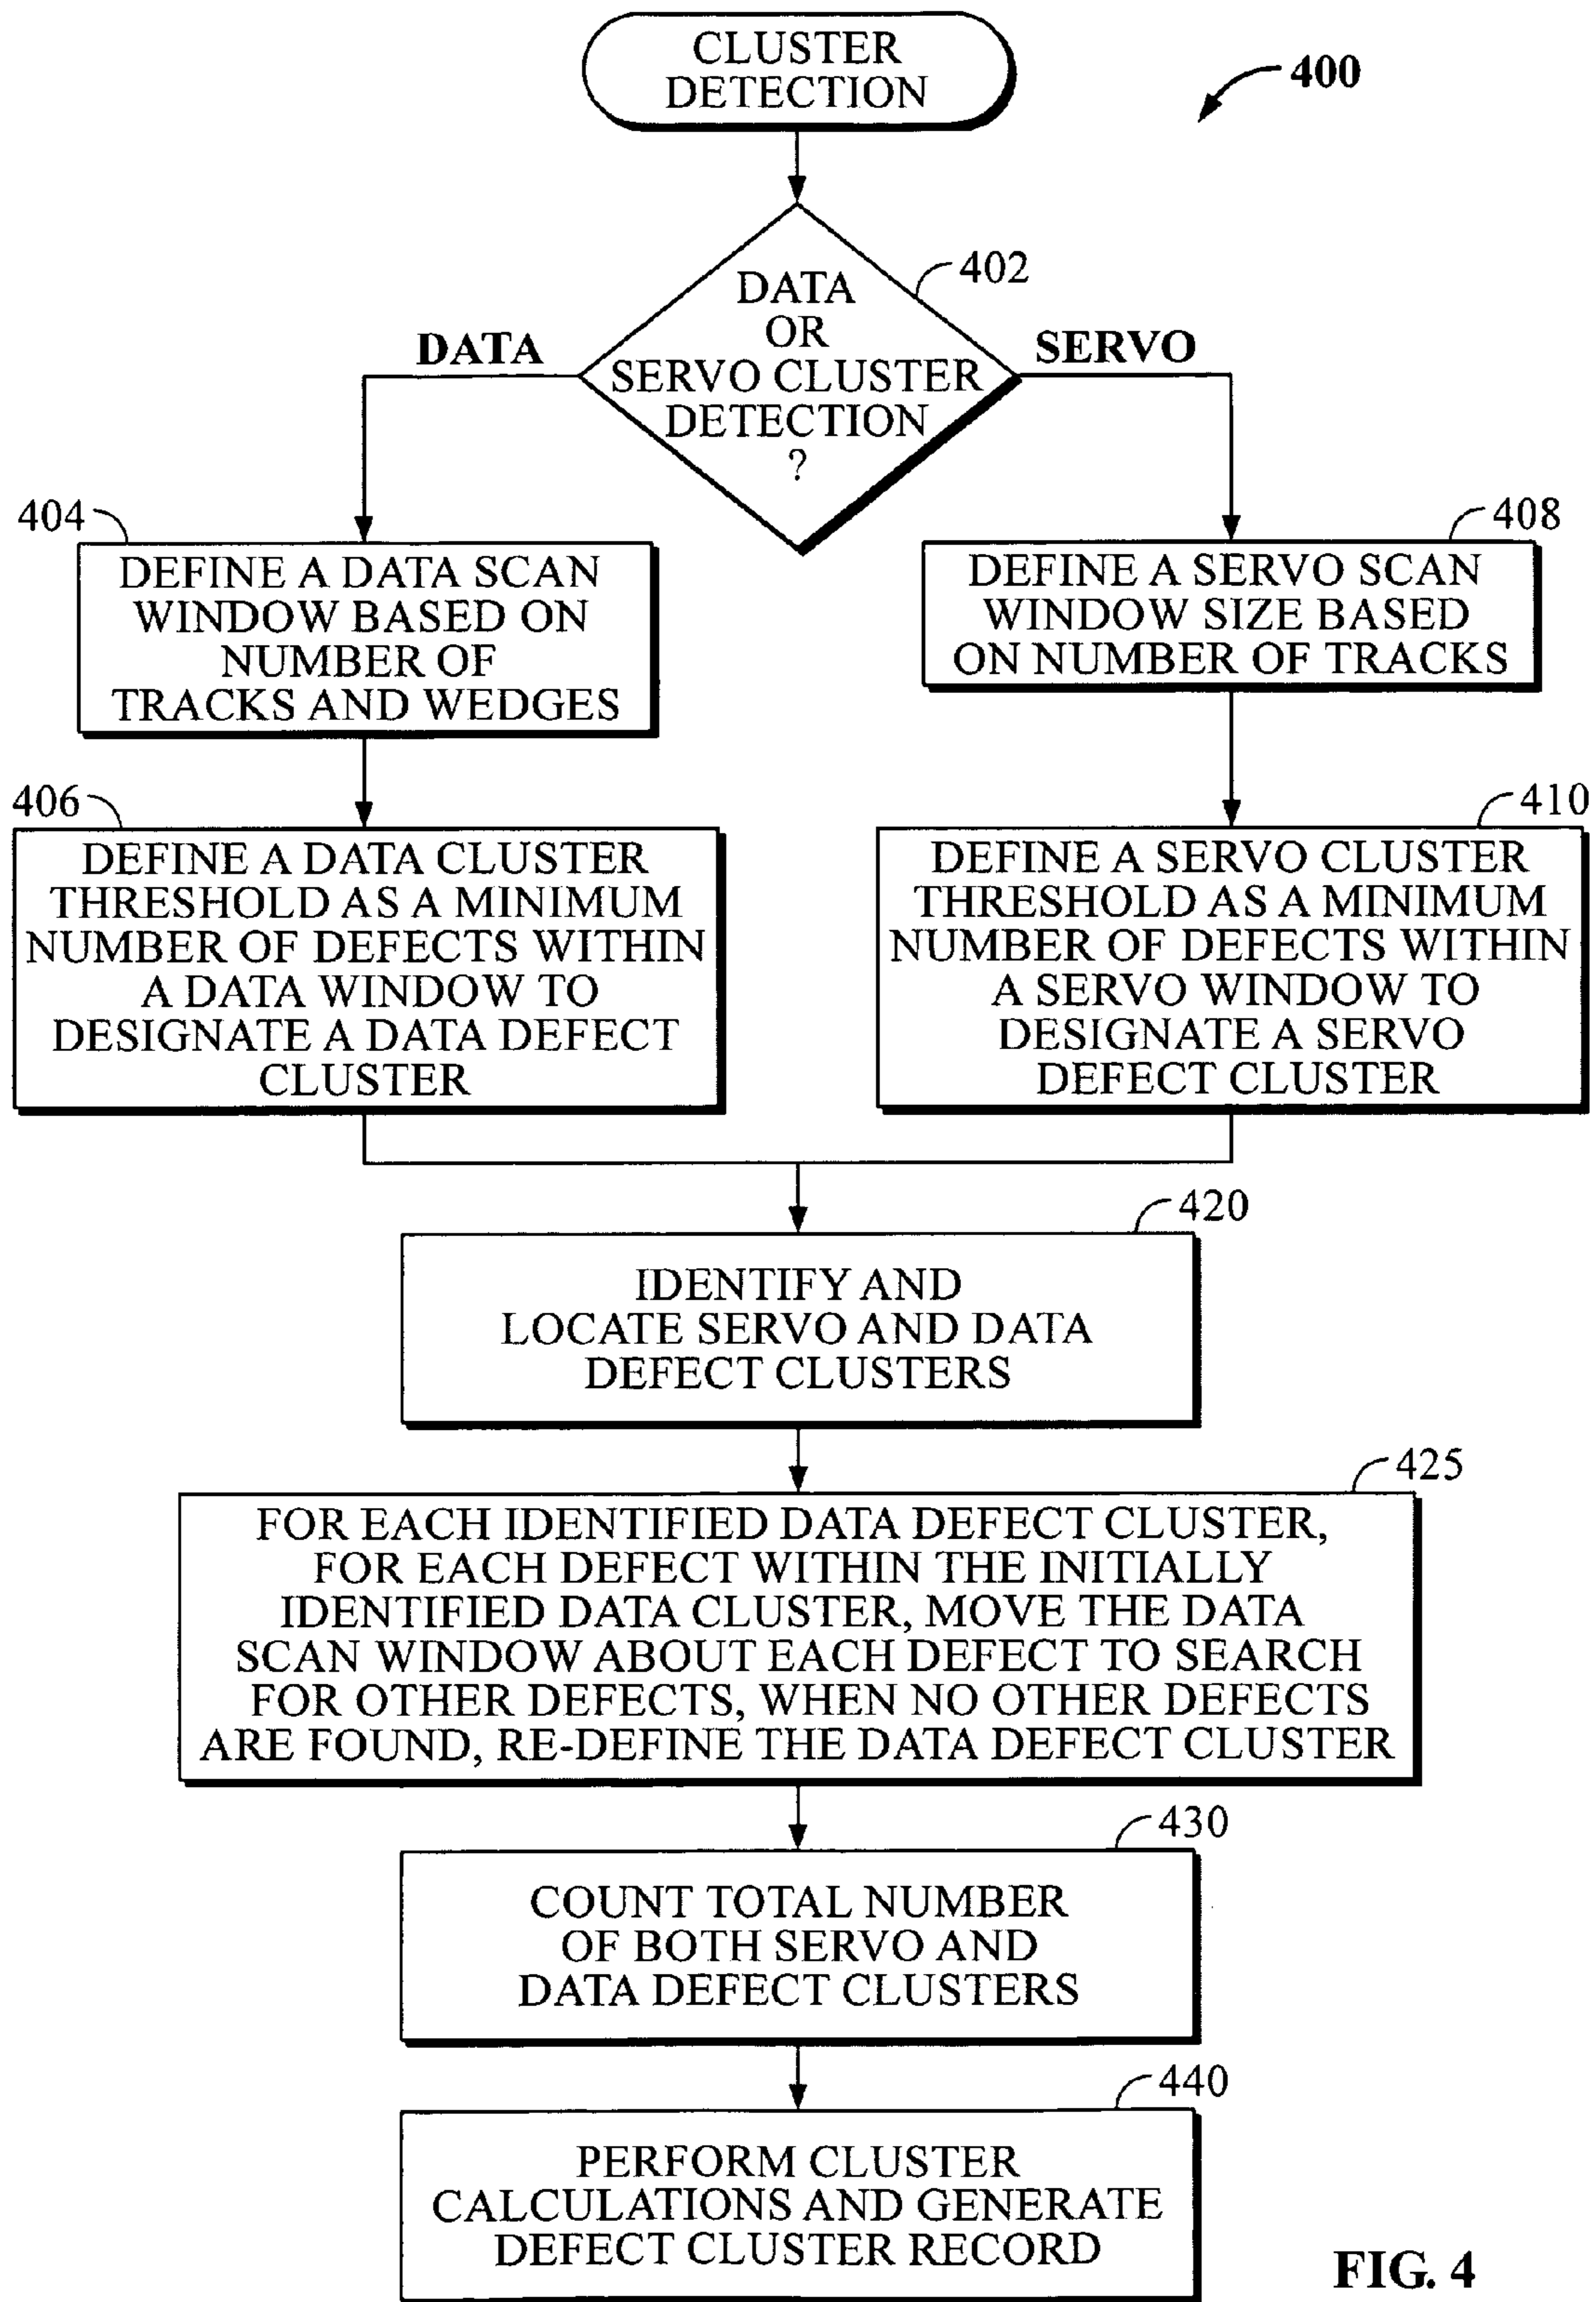 CLUSTER
DETECTION
400
402
DATA
OR
SERVO CLUSTER
DETECTION
?
DATA
SERVO
404
DEFINE A DATA SCAN
WINDOW BASED ON
NUMBER OF
TRACKS AND WEDGES
408
DEFINE A SERVO SCAN
WINDOW SIZE BASED
ON NUMBER OF TRACKS
406
DEFINE A DATA CLUSTER
THRESHOLD AS A MINIMUM
NUMBER OF DEFECTS WITHIN
A DATA WINDOW TO
DESIGNATE A DATA DEFECT
CLUSTER
410
DEFINE A SERVO CLUSTER
THRESHOLD AS A MINIMUM
NUMBER OF DEFECTS WITHIN
A SERVO WINDOW TO
DESIGNATE A SERVO
DEFECT CLUSTER
420
IDENTIFY AND
LOCATE SERVO AND DATA
DEFECT CLUSTERS
425
FOR EACH IDENTIFIED DATA DEFECT CLUSTER,
FOR EACH DEFECT WITHIN THE INITIALLY
IDENTIFIED DATA CLUSTER, MOVE THE DATA
SCAN WINDOW ABOUT EACH DEFECT TO SEARCH
FOR OTHER DEFECTS, WHEN NO OTHER DEFECTS
ARE FOUND, RE-DEFINE THE DATA DEFECT CLUSTER
430
COUNT TOTAL NUMBER
OF BOTH SERVO AND
DATA DEFECT CLUSTERS
440
PERFORM CLUSTER
CALCULATIONS AND GENERATE
DEFECT CLUSTER RECORD
FIG. 4